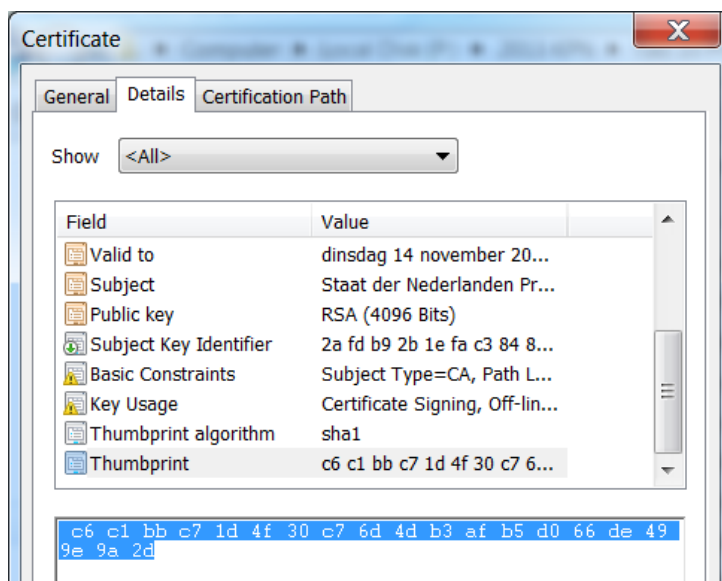 Certificate
General Details Certification Path
Show <All>
Field Value
Valid to dinsdag 14 november 20...
Subject Staat der Nederlanden Pr...
Public key RSA (4096 Bits)
Subject Key Identifier 2a fd b9 2b 1e fa c3 84 8...
Basic Constraints Subject Type=CA, Path L...
Key Usage Certificate Signing, Off-lin...
Thumbprint algorithm sha1
Thumbprint c6 c1 bb c7 1d 4f 30 c7 6...
c6 c1 bb c7 1d 4f 30 c7 6d 4d b3 af b5 d0 66 de 49
9e 9a 2d